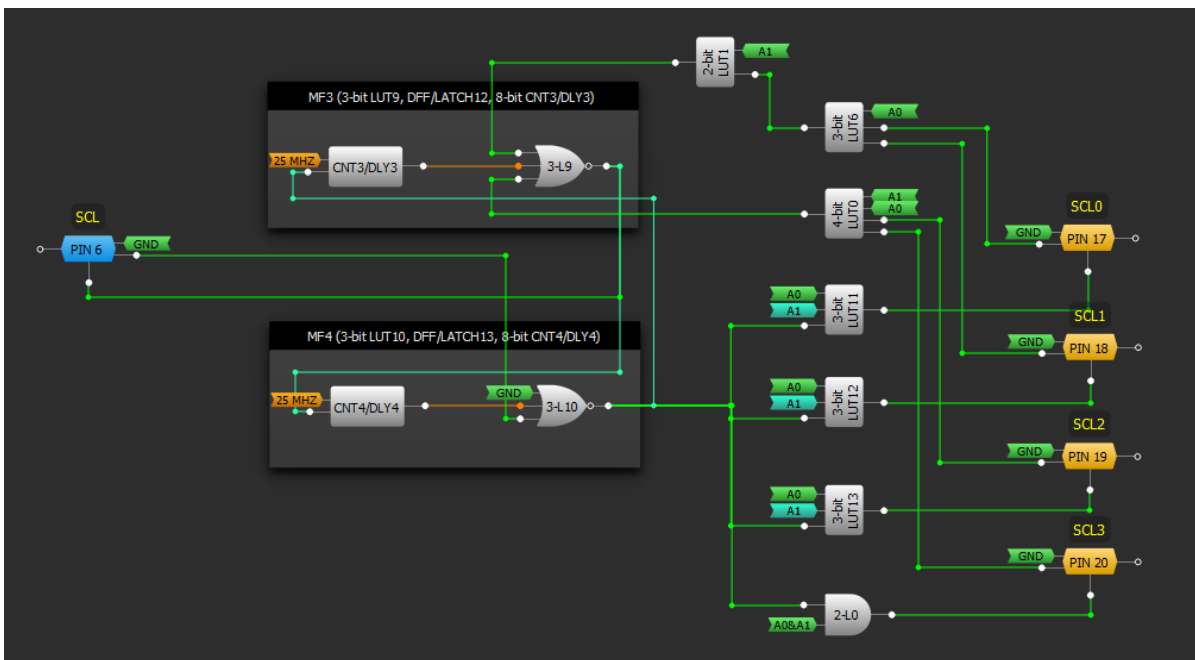 2-bit
LUT1
A1
MF3 (3-bit LUT9, DFF/LATCH12, 8-bit CNT3/DLY3)
25 MHZ
CNT3/DLY3
3-L9
3-bit
LUT6
A0
4-bit
LUT0
A1
A0
SCL
PIN 6
GND
SCL0
GND
PIN 17
A0
A1
3-bit
LUT11
SCL1
GND
PIN 18
MF4 (3-bit LUT10, DFF/LATCH13, 8-bit CNT4/DLY4)
25 MHZ
CNT4/DLY4
GND
3-L10
A0
A1
3-bit
LUT12
SCL2
GND
PIN 19
A0
A1
3-bit
LUT13
SCL3
GND
PIN 20
A0&A1
2-L0